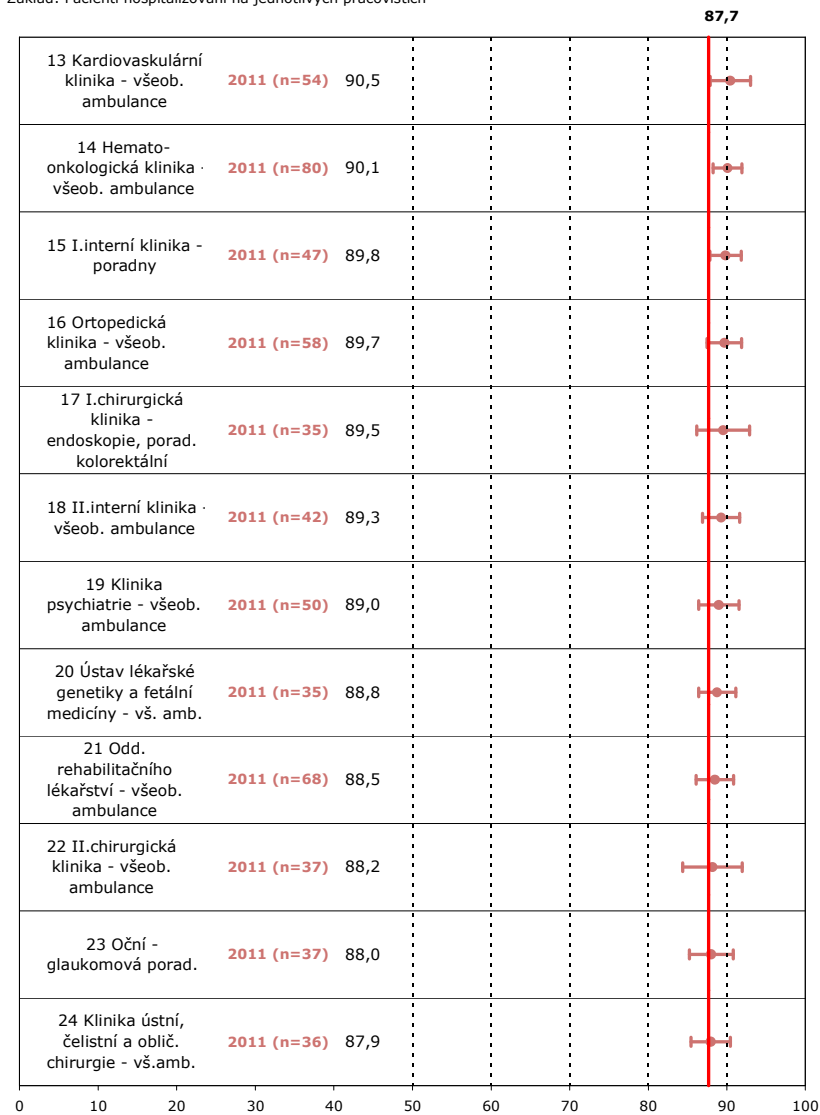 Základ: Pacienti hospitalizovaní na jednotlivých pracovištích
87,7
13 Kardiovaskulární
klinika - všeob.
ambulance
2011 (n=54) 90,5
14 Hemato-
onkologická klinika -
všeob. ambulance
2011 (n=80) 90,1
15 I.interní klinika -
poradny
2011 (n=47) 89,8
16 Ortopedická
klinika - všeob.
ambulance
2011 (n=58) 89,7
17 I.chirurgická
klinika -
endoskopie, porad.
kolorektální
2011 (n=35) 89,5
18 II.interní klinika -
všeob. ambulance
2011 (n=42) 89,3
19 Klinika
psychiatrie - všeob.
ambulance
2011 (n=50) 89,0
20 Ústav lékařské
genetiky a fetální
medicíny - vš. amb.
2011 (n=35) 88,8
21 Odd.
rehabilitačního
lékařství - všeob.
ambulance
2011 (n=68) 88,5
22 II.chirurgická
klinika - všeob.
ambulance
2011 (n=37) 88,2
23 Oční -
glaukomová porad.
2011 (n=37) 88,0
24 Klinika ústní,
čelistní a oblič.
chirurgie - vš.amb.
2011 (n=36) 87,9
0 10 20 30 40 50 60 70 80 90 100